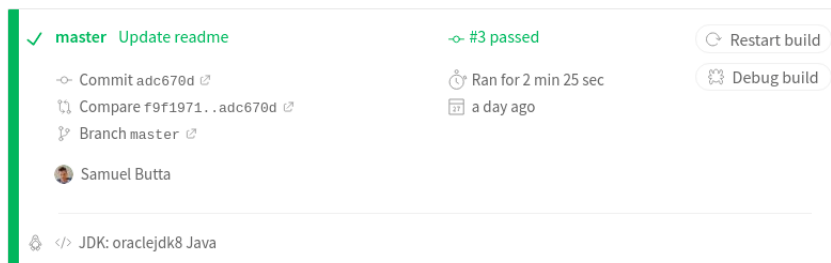 master Update readme
#3 passed
Restart build
Debug build
Commit adc670d
Compare f9f1971..adc670d
Branch master
Ran for 2 min 25 sec
27
a day ago
Samuel Butta
</> JDK: oraclejdk8 Java